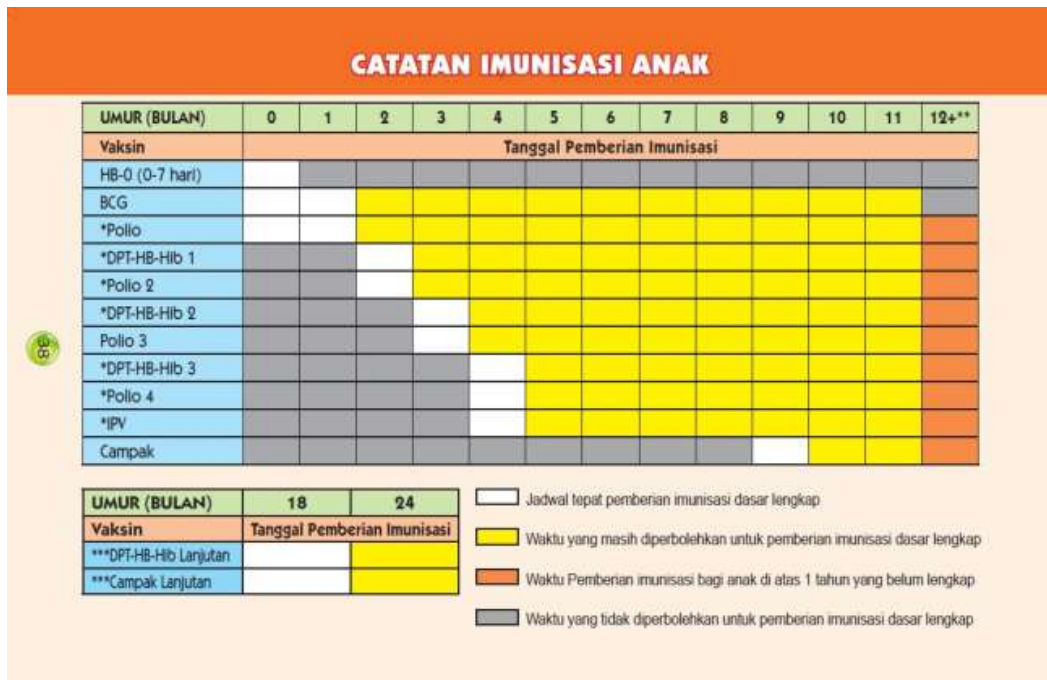 CATATAN IMUNISASI ANAK
UMUR (BULAN) 0 1 2 3 4 5 6 7 8 9 10 11 12+**
Vaksin Tanggal Pemberian Imunisasi
HB-0 (0-7 hari)
BCG
*Polio
*DPT-HB-Hib 1
*Polio 2
*DPT-HB-Hib 2
Polio 3
*DPT-HB-Hib 3
*Polio 4
*IPV
Campak
38
UMUR (BULAN) 18 24
Vaksin Tanggal Pemberian Imunisasi
***DPT-HB-Hib Lanjutan
***Campak Lanjutan
Jadwal tepat pemberian imunisasi dasar lengkap
Waktu yang masih diperbolehkan untuk pemberian imunisasi dasar lengkap
Waktu Pemberian imunisasi bagi anak di atas 1 tahun yang belum lengkap
Waktu yang tidak diperbolehkan untuk pemberian imunisasi dasar lengkap